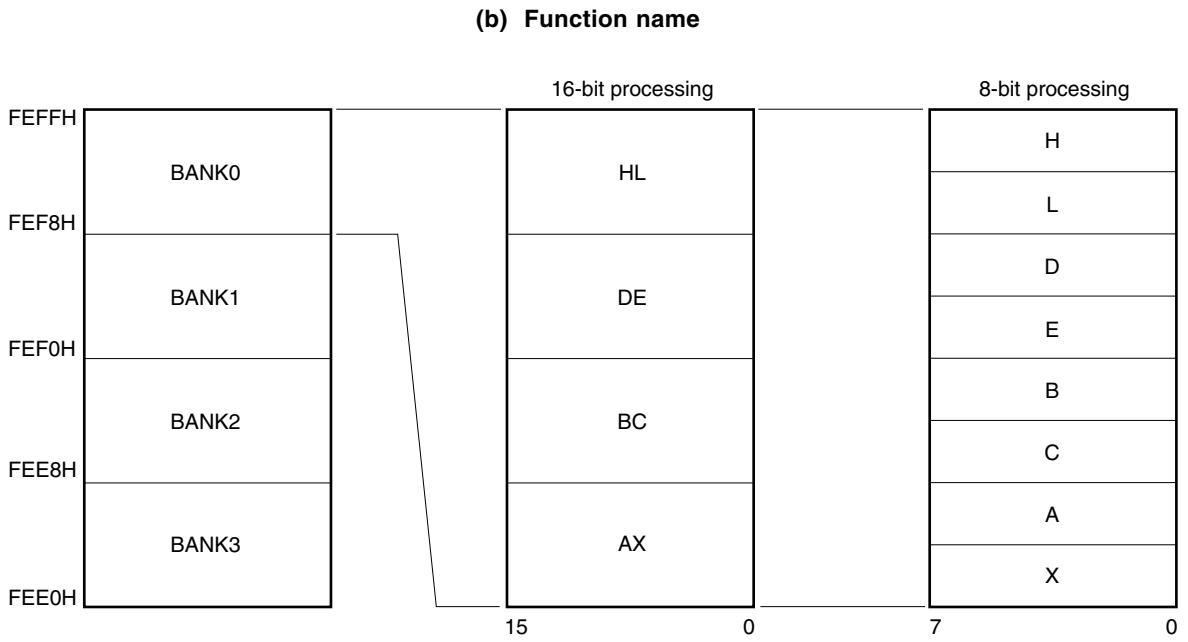 (b) Function name
16-bit processing
8-bit processing
FEFFH
BANK0
HL
H
L
FEF8H
BANK1
DE
D
E
FEF0H
BANK2
BC
B
C
FEE8H
BANK3
AX
A
X
FEE0H
15
0
7
0